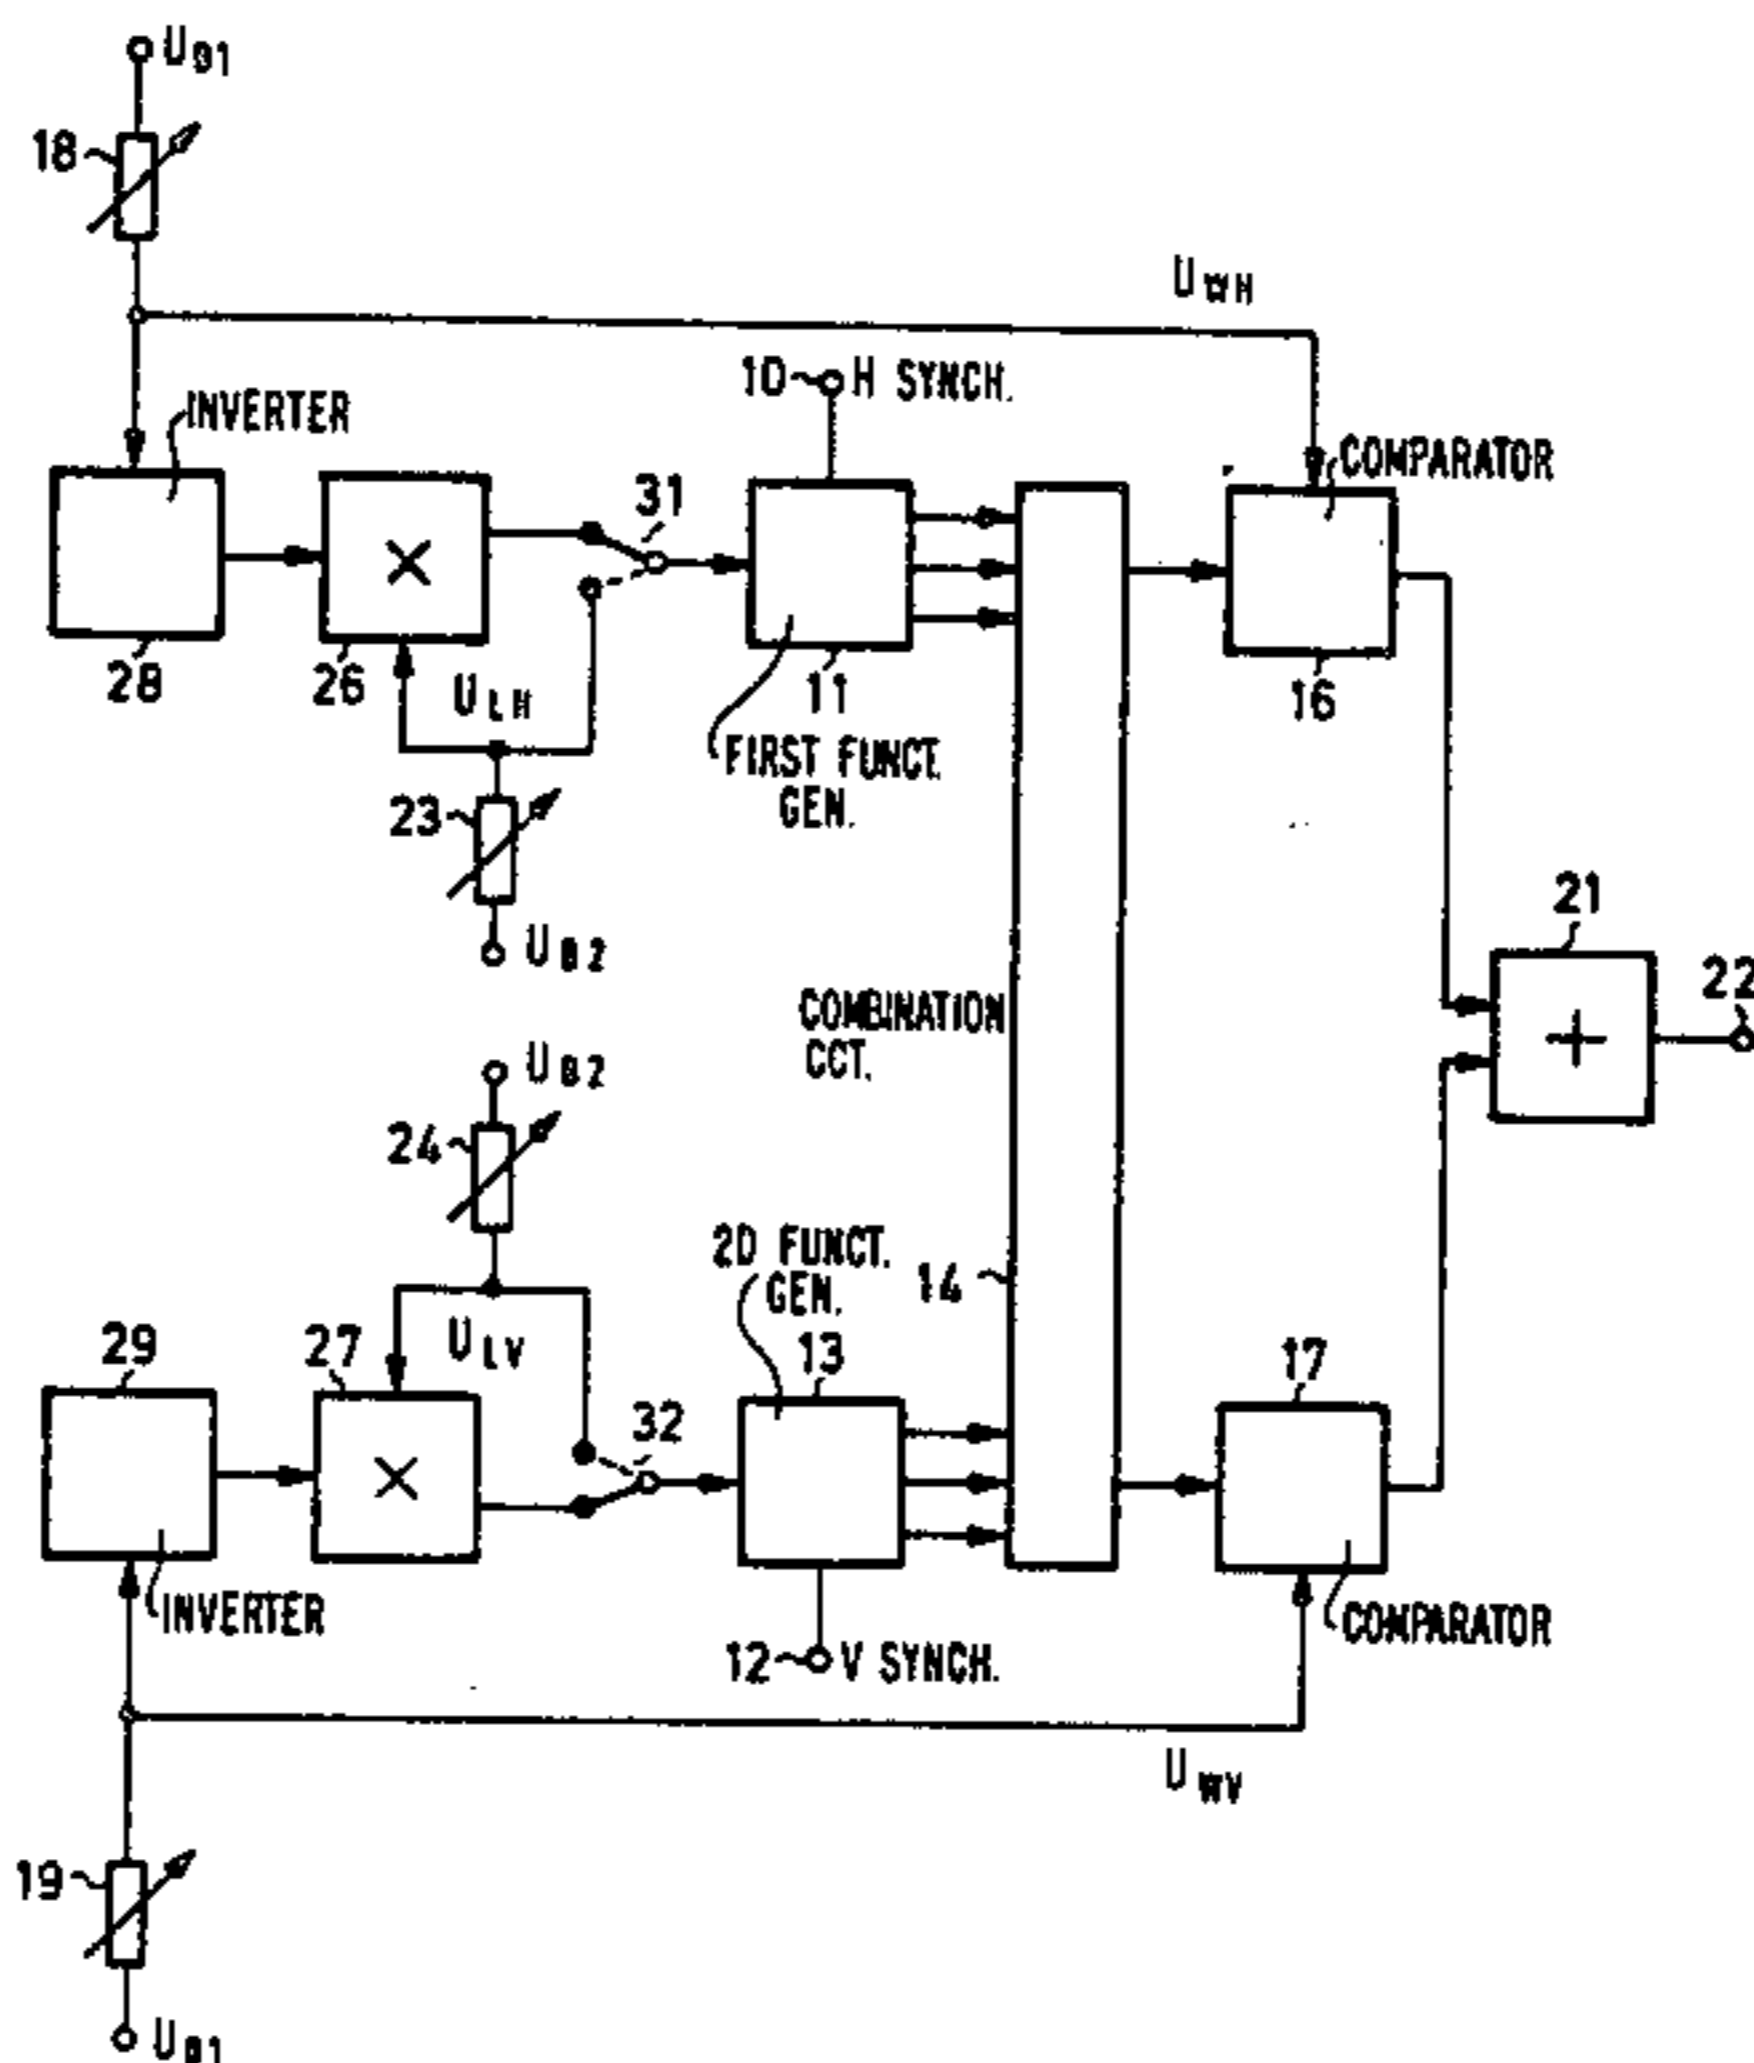 U B1
18
U WH
10 H SYNCH.
INVERTER
COMPARATOR
31
×
28
26
U LH
11
16
FIRST FUNCT.
GEN.
23
U B2
21
22
COMBINATION
CCT.
+
U B2
24
2D FUNCT.
GEN.
14
29
27
U LV
13
17
32
×
INVERTER
COMPARATOR
12 V SYNCH.
U WV
19
U B1